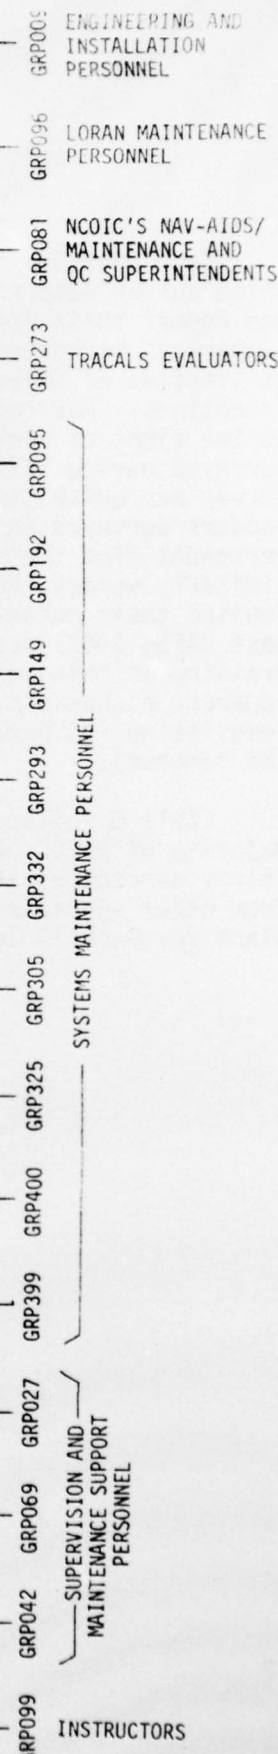 GRP009
ENGINEERING AND
INSTALLATION
PERSONNEL
GRP096
LORAN MAINTENANCE
PERSONNEL
GRP081
NCOIC'S NAV-AIDS/
MAINTENANCE AND
QC SUPERINTENDENTS
GRP273
TRACALS EVALUATORS
GRP095
GRP192
GRP149
GRP293
GRP332
GRP305
GRP325
GRP400
GRP399
SYSTEMS MAINTENANCE PERSONNEL
GRP027
GRP069
GRP042
SUPERVISION AND
MAINTENANCE SUPPORT
PERSONNEL
RP099
INSTRUCTORS